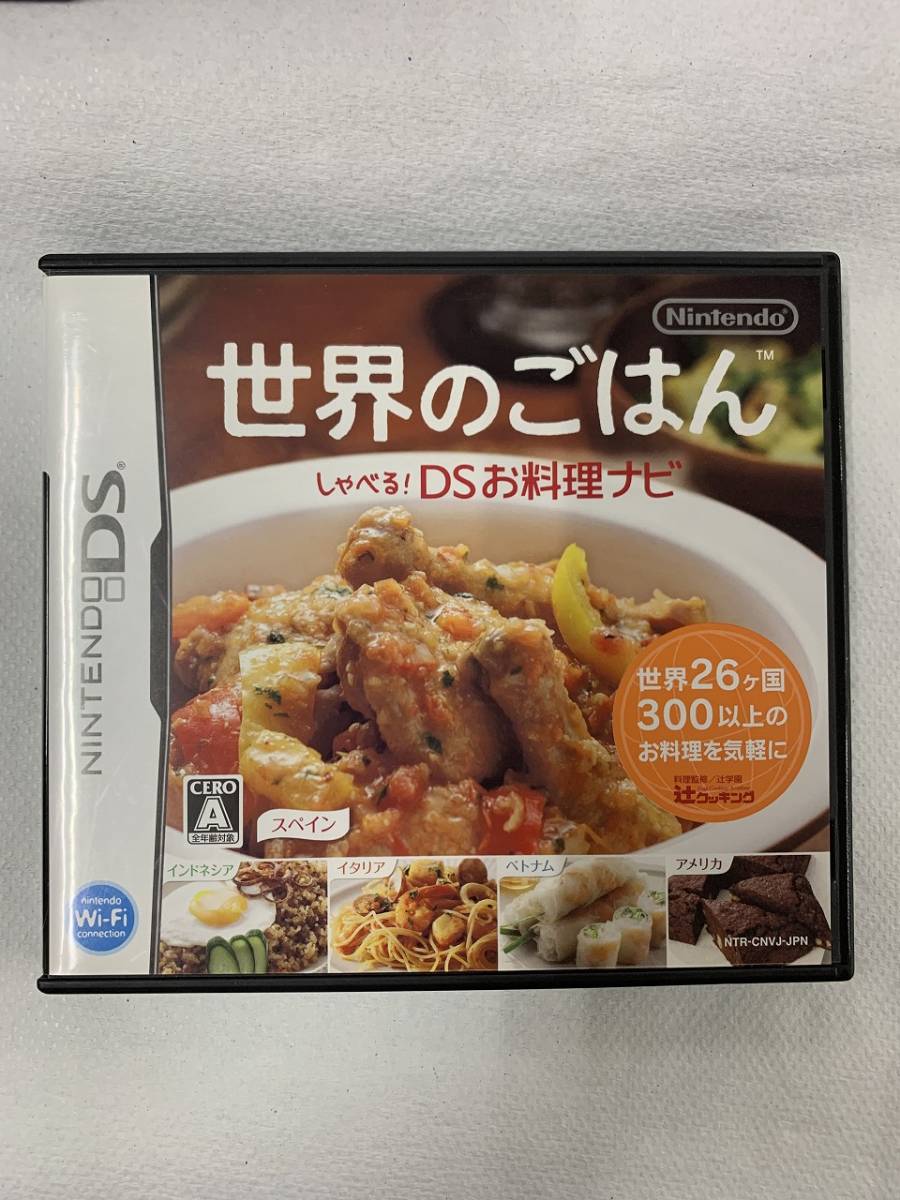 Nintendo®
世界のごはん™
しゃべる!DSお料理ナビ
NINTENDO DS®
世界26ヶ国
300以上の
お料理を気軽に
料理監修/辻学園
辻クッキング
CERO
A
全年齢対象
スペイン
インドネシア
イタリア
ベトナム
アメリカ
Nintendo
Wi-Fi
connection
NTR-CNVJ-JPN